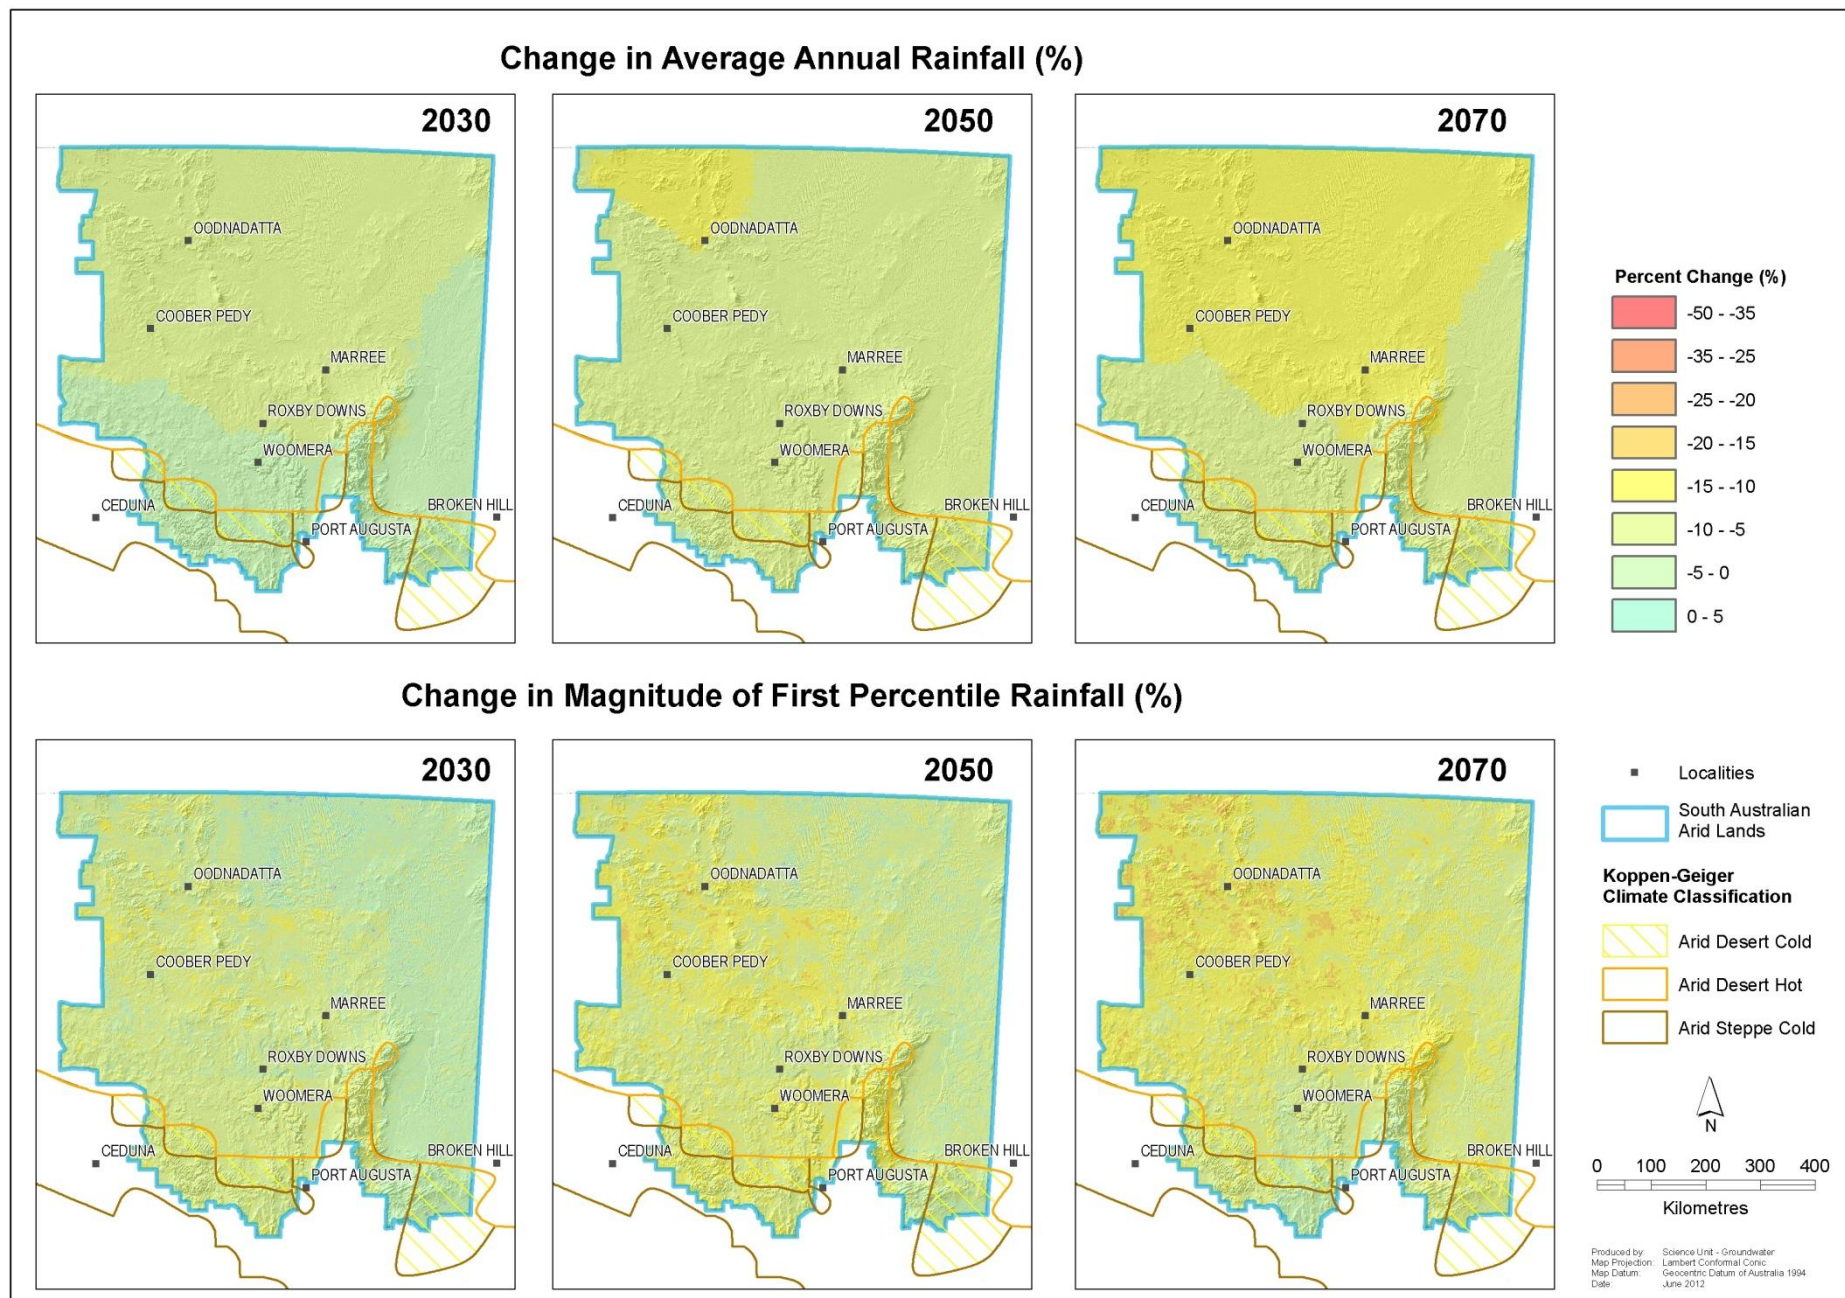 Change in Average Annual Rainfall (%)
2030
OODNADATTA
COOBER PEDY
MARREE
ROXBY DOWNS
WOOMERA
CEDUNA
BROKEN HILL
PORT AUGUSTA
2050
OODNADATTA
COOBER PEDY
MARREE
ROXBY DOWNS
WOOMERA
CEDUNA
BROKEN HILL
PORT AUGUSTA
2070
OODNADATTA
COOBER PEDY
MARREE
ROXBY DOWNS
WOOMERA
CEDUNA
BROKEN HILL
PORT AUGUSTA
Percent Change (%)
-50 - -35
-35 - -25
-25 - -20
-20 - -15
-15 - -10
-10 - -5
-5 - 0
0 - 5
Change in Magnitude of First Percentile Rainfall (%)
2030
OODNADATTA
COOBER PEDY
MARREE
ROXBY DOWNS
WOOMERA
CEDUNA
BROKEN HILL
PORT AUGUSTA
2050
OODNADATTA
COOBER PEDY
MARREE
ROXBY DOWNS
WOOMERA
CEDUNA
BROKEN HILL
PORT AUGUSTA
2070
OODNADATTA
COOBER PEDY
MARREE
ROXBY DOWNS
WOOMERA
CEDUNA
BROKEN HILL
PORT AUGUSTA
Localities
South Australian
Arid Lands
Koppen-Geiger
Climate Classification
Arid Desert Cold
Arid Desert Hot
Arid Steppe Cold
N
0 100 200 300 400
Kilometres
Produced by: Science Unit - Groundwater
Map Projection: Lambert Conformal Conic
Map Datum: Geocentric Datum of Australia 1994
Date: June 2012